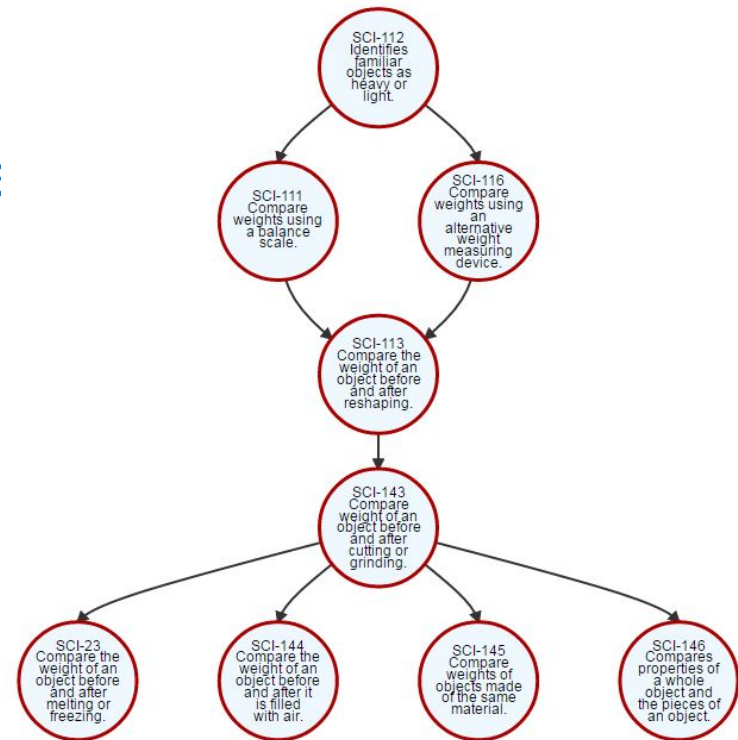 SCI-112
Identifies
familiar
objects as
heavy or
light.
SCI-111
Compare
weights using
a balance
scale.
SCI-116
Compare
weights using
an
alternative
weight
measuring
device.
SCI-113
Compare the
weight of an
object before
and after
reshaping.
SCI-143
Compare
weight of an
object before
and after
cutting or
grinding.
SCI-23
Compare the
weight of an
object before
and after
melting or
freezing.
SCI-144
Compare the
weight of an
object before
and after it
is filled
with air.
SCI-145
Compare
weights of
objects made
of the same
material.
SCI-146
Compares
properties of
a whole
object and
the pieces of
an object.